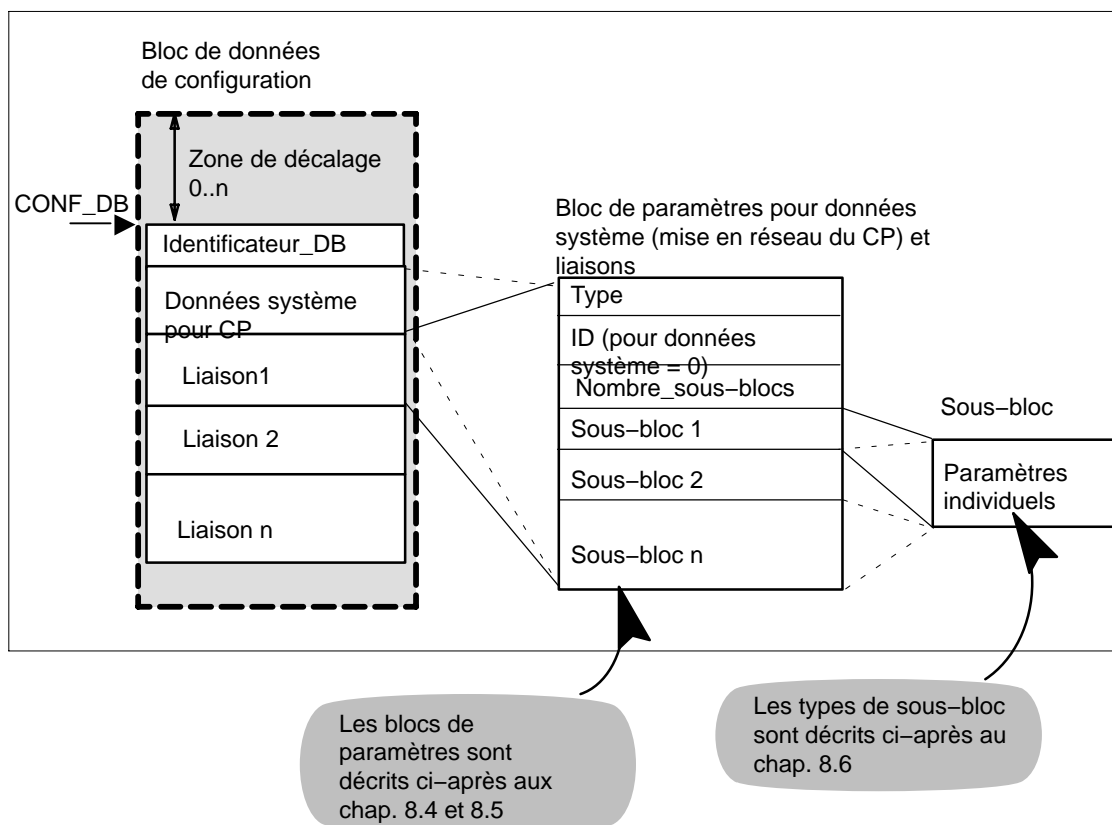 Bloc de données
de configuration
Zone de décalage
0..n
CONF_DB
Identificateur_DB
Données système
pour CP
Liaison1
Liaison 2
Liaison n
Bloc de paramètres pour données
système (mise en réseau du CP) et
liaisons
Type
ID (pour données
système = 0)
Nombre_sous−blocs
Sous−bloc 1
Sous−bloc 2
Sous−bloc n
Sous−bloc
Paramètres
individuels
Les blocs de
paramètres sont
décrits ci−après aux
chap. 8.4 et 8.5
Les types de sous−bloc
sont décrits ci−après au
chap. 8.6